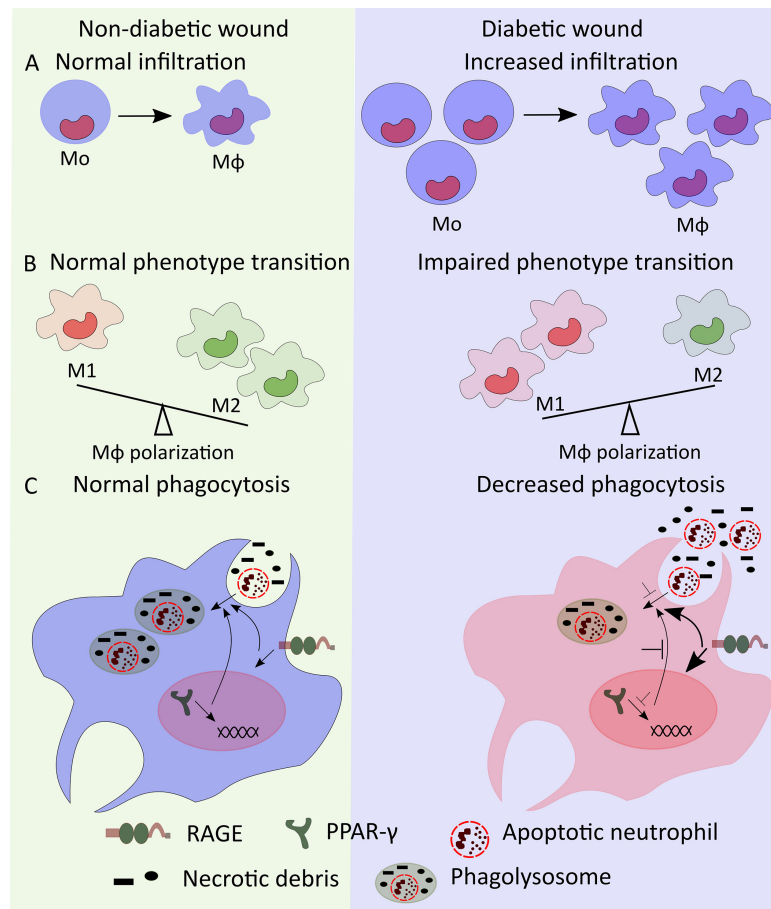 Non-diabetic wound
Diabetic wound
A Normal infiltration
Increased infiltration
Mo
Mϕ
Mo
Mϕ
B Normal phenotype transition
Impaired phenotype transition
M1
M2
Mϕ polarization
M1
M2
Mϕ polarization
C Normal phagocytosis
Decreased phagocytosis
RAGE
PPAR-γ
Apoptotic neutrophil
Necrotic debris
Phagolysosome